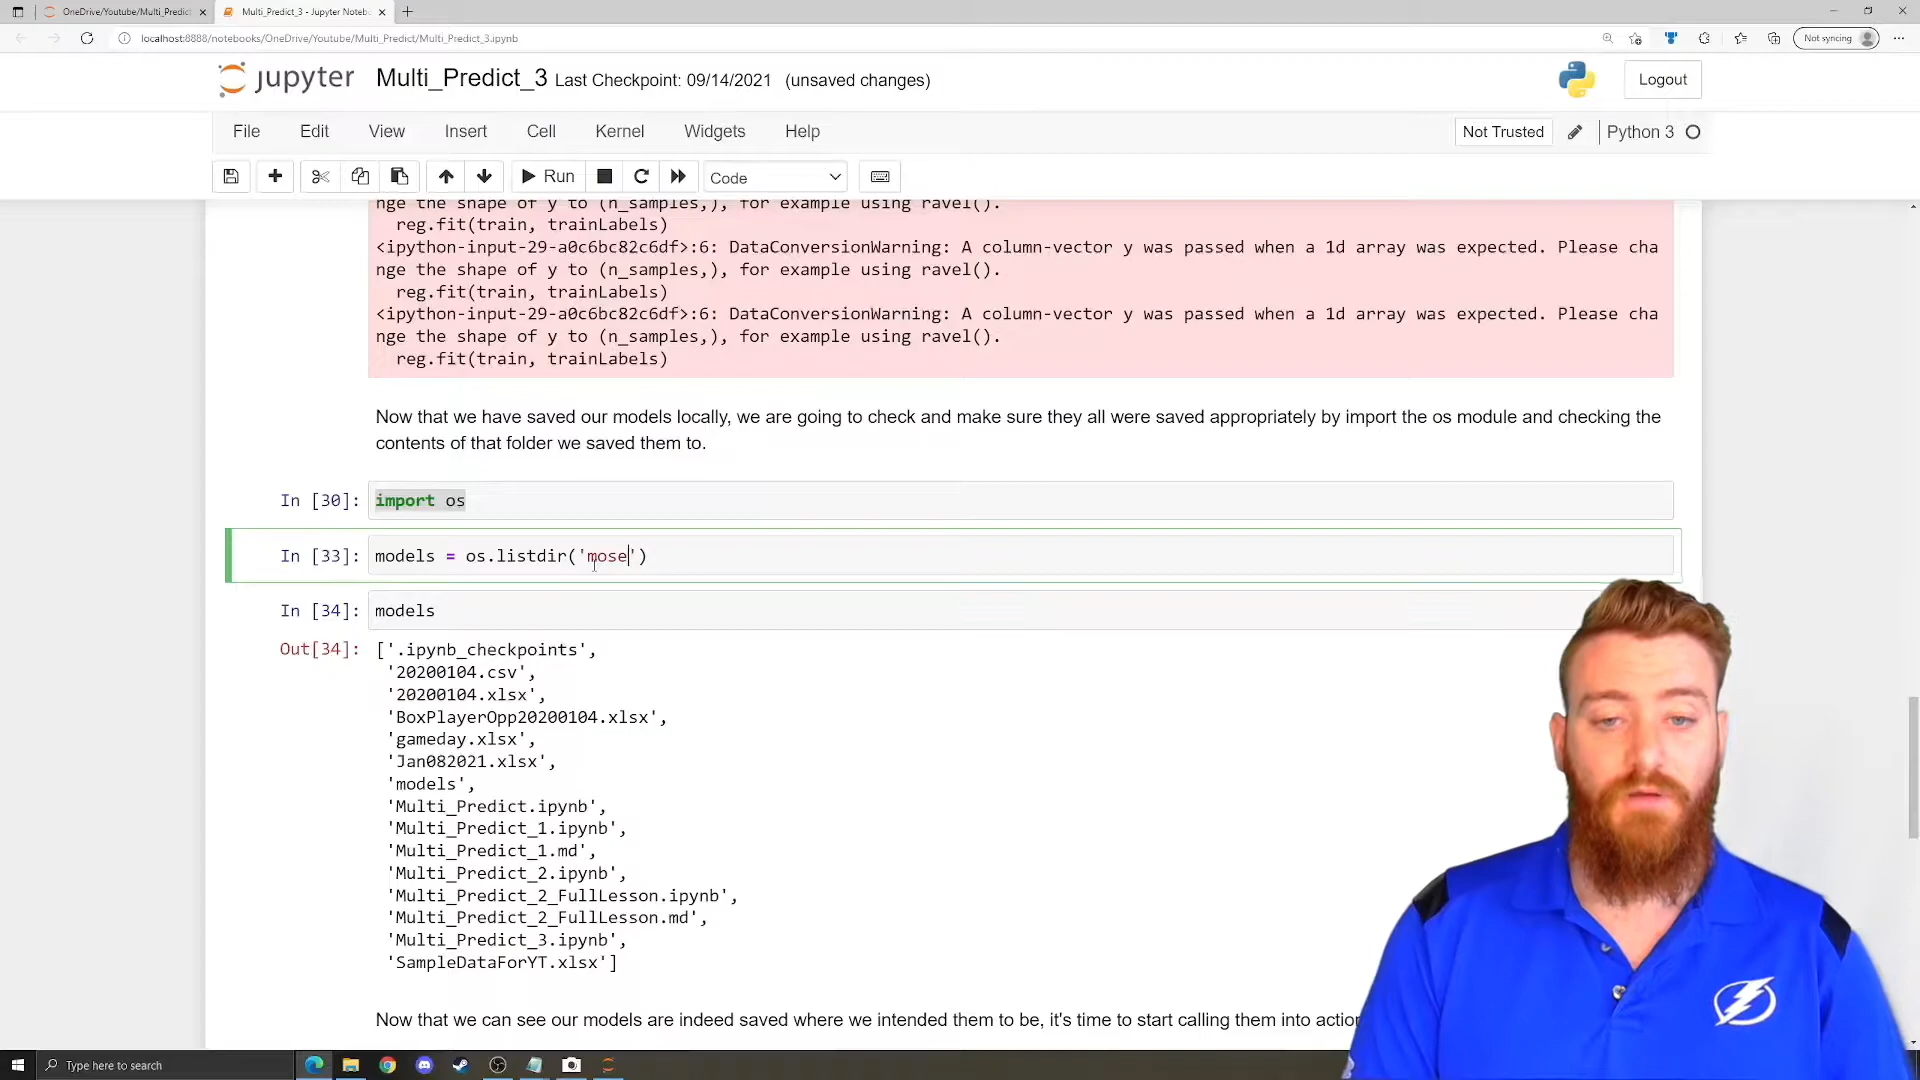 OneDrive/Youtube/Multi_Predict
Multi_Predict_3 - Jupyter Notebo
localhost:8888/notebooks/OneDrive/Youtube/Multi_Predict/Multi_Predict_3.ipynb
Not syncing
jupyter Multi_Predict_3 Last Checkpoint: 09/14/2021 (unsaved changes)
Logout
File Edit View Insert Cell Kernel Widgets Help
Not Trusted
Python 3
Run
Code
nge the shape of y to (n_samples,), for example using ravel().
reg.fit(train, trainLabels)
<ipython-input-29-a0c6bc82c6df>:6: DataConversionWarning: A column-vector y was passed when a 1d array was expected. Please cha
nge the shape of y to (n_samples,), for example using ravel().
reg.fit(train, trainLabels)
<ipython-input-29-a0c6bc82c6df>:6: DataConversionWarning: A column-vector y was passed when a 1d array was expected. Please cha
nge the shape of y to (n_samples,), for example using ravel().
reg.fit(train, trainLabels)
Now that we have saved our models locally, we are going to check and make sure they all were saved appropriately by import the os module and checking the
contents of that folder we saved them to.
In [30]: import os
In [33]: models = os.listdir('mose')
In [34]: models
Out[34]: ['.ipynb_checkpoints',
'20200104.csv',
'20200104.xlsx',
'BoxPlayerOpp20200104.xlsx',
'gameday.xlsx',
'Jan082021.xlsx',
'models',
'Multi_Predict.ipynb',
'Multi_Predict_1.ipynb',
'Multi_Predict_1.md',
'Multi_Predict_2.ipynb',
'Multi_Predict_2_FullLesson.ipynb',
'Multi_Predict_2_FullLesson.md',
'Multi_Predict_3.ipynb',
'SampleDataForYT.xlsx']
Now that we can see our models are indeed saved where we intended them to be, it's time to start calling them into action
Type here to search